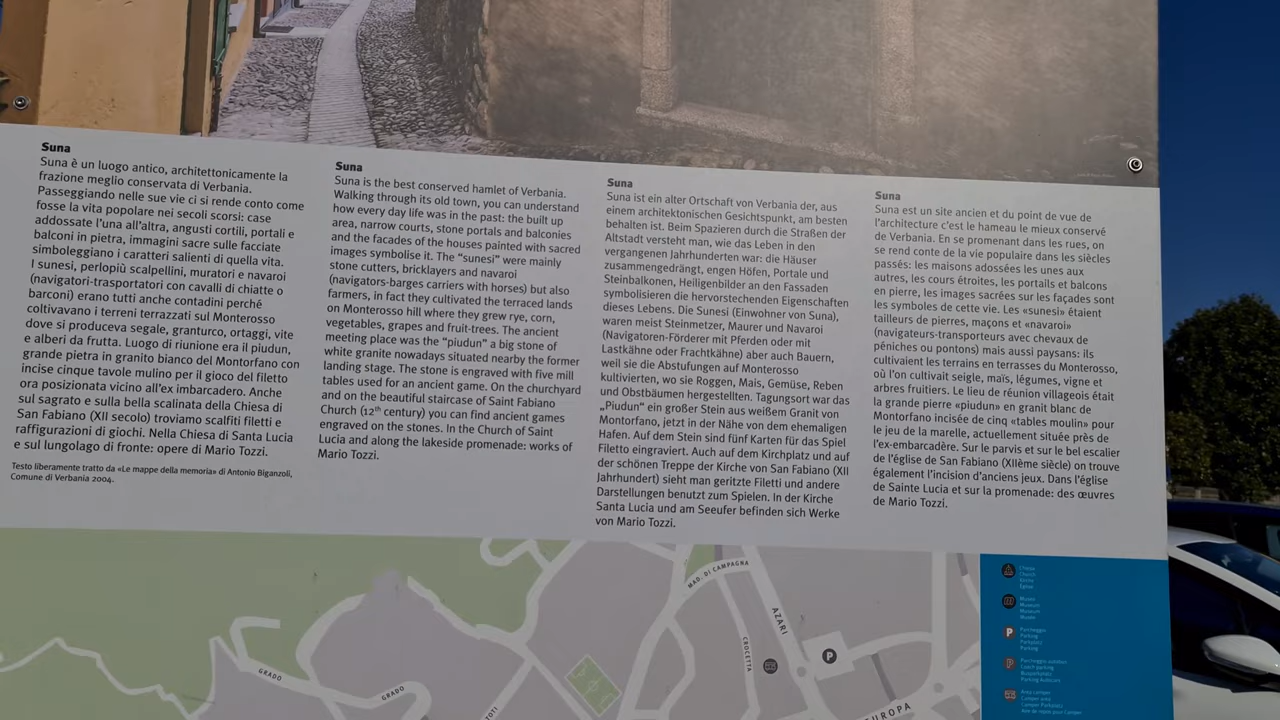 Suna
Suna è un luogo antico, architettonicamente la
frazione meglio conservata di Verbania.
Passeggiando nelle sue vie ci si rende conto come
fosse la vita popolare nei secoli scorsi: case
addossate l'una all'altra, angusti cortili, portali e
balconi in pietra, immagini sacre sulle facciate
simboleggiano i caratteri salienti di quella vita.
I sunesi, perlopiù scalpellini, muratori e navaroi
(navigatori-trasportatori con cavalli di chiatte o
barconi) erano tutti anche contadini perché
coltivavano i terreni terrazzati sul Monterosso
dove si produceva segale, granturco, ortaggi, vite
e alberi da frutta. Luogo di riunione era il piudun,
grande pietra in granito bianco del Montorfano con
incise cinque tavole mulino per il gioco del filetto
ora posizionata vicino all'ex imbarcadero. Anche
sul sagrato e sulla bella scalinata della Chiesa di
San Fabiano (XII secolo) troviamo scalfiti filetti e
raffigurazioni di giochi. Nella Chiesa di Santa Lucia
e sul lungolago di fronte: opere di Mario Tozzi.
Testo liberamente tratto da «Le mappe della memoria» di Antonio Biganzoli,
Comune di Verbania 2004.
Suna
Suna is the best conserved hamlet of Verbania.
Walking through its old town, you can understand
how every day life was in the past: the built up
area, narrow courts, stone portals and balconies
and the facades of the houses painted with sacred
images symbolise it. The "sunesi" were mainly
stone cutters, bricklayers and navaroi
(navigators-barges carriers with horses) but also
farmers, in fact they cultivated the terraced lands
on Monterosso hill where they grew rye, corn,
vegetables, grapes and fruit-trees. The ancient
meeting place was the "piudun" a big stone of
white granite nowadays situated nearby the former
landing stage. The stone is engraved with five mill
tables used for an ancient game. On the churchyard
and on the beautiful staircase of Saint Fabiano
Church (12th century) you can find ancient games
engraved on the stones. In the Church of Saint
Lucia and along the lakeside promenade: works of
Mario Tozzi.
Suna
Suna ist ein alter Ortschaft von Verbania der, aus
einem architektonischen Gesichtspunkt, am besten
behalten ist. Beim Spazieren durch die Straßen der
Altstadt versteht man, wie das Leben in den
vergangenen Jahrhunderten war: die Häuser
zusammengedrängt, engen Höfen, Portale und
Steinbalkonen, Heiligenbilder an den Fassaden
symbolisieren die hervorstechenden Eigenschaften
dieses Lebens. Die Sunesi (Einwohner von Suna),
waren meist Steinmetzer, Maurer und Navaroi
(Navigatoren-Förderer mit Pferden oder mit
Lastkähne oder Frachtkähne) aber auch Bauern,
weil sie die Abstufungen auf Monterosso
kultivierten, wo sie Roggen, Mais, Gemüse, Reben
und Obstbäumen hergestellten. Tagungsort war das
„Piudun" ein großer Stein aus weißem Granit von
Montorfano, jetzt in der Nähe von dem ehemaligen
Hafen. Auf dem Stein sind fünf Karten für das Spiel
Filetto eingraviert. Auch auf dem Kirchplatz und auf
der schönen Treppe der Kirche von San Fabiano (XII
Jahrhundert) sieht man geritzte Filetti und andere
Darstellungen benutzt zum Spielen. In der Kirche
Santa Lucia und am Seeufer befinden sich Werke
von Mario Tozzi.
Suna
Suna est un site ancien et du point de vue de
l'architecture c'est le hameau le mieux conservé
de Verbania. En se promenant dans les rues, on
se rend conte de la vie populaire dans les siècles
passés: les maisons adossées les unes aux
autres, les cours étroites, les portails et balcons
en pierre, les images sacrées sur les façades sont
les symboles de cette vie. Les «sunesi» étaient
tailleurs de pierres, maçons et «navaroi»
(navigateurs-transporteurs avec chevaux de
péniches ou pontons) mais aussi paysans: ils
cultivaient les terrains en terrasses du Monterosso,
où l'on cultivait seigle, maïs, légumes, vigne et
arbres fruitiers. Le lieu de réunion villageois était
la grande pierre «piudun» en granit blanc de
Montorfano incisée de cinq «tables moulin» pour
le jeu de la marelle, actuellement située près de
l'ex-embarcadère. Sur le parvis et sur le bel escalier
de l'église de San Fabiano (XIIème siècle) on trouve
également l'incision d'anciens jeux. Dans l'église
de Sainte Lucie et sur la promenade: des œuvres
de Mario Tozzi.
MAD. DI CAMPAGNA
AZARI
CROCETTA
P
GRADO
GRADO
EUROPA
Chiesa
Church
Kirche
Eglise
Museo
Museum
Museum
Musée
P
Parcheggio
Parking
Parkplatz
Parking
P
Parcheggio autobus
Coach parking
Busparkplatz
Parking Autocars
Area camper
Camper area
Camper Parkplatz